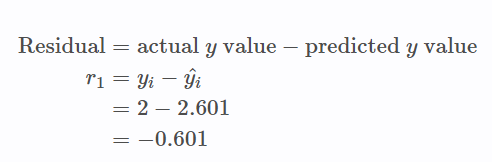 Residual = actual y value − predicted y value
r₁ = yᵢ − ŷᵢ
= 2 − 2.601
= −0.601